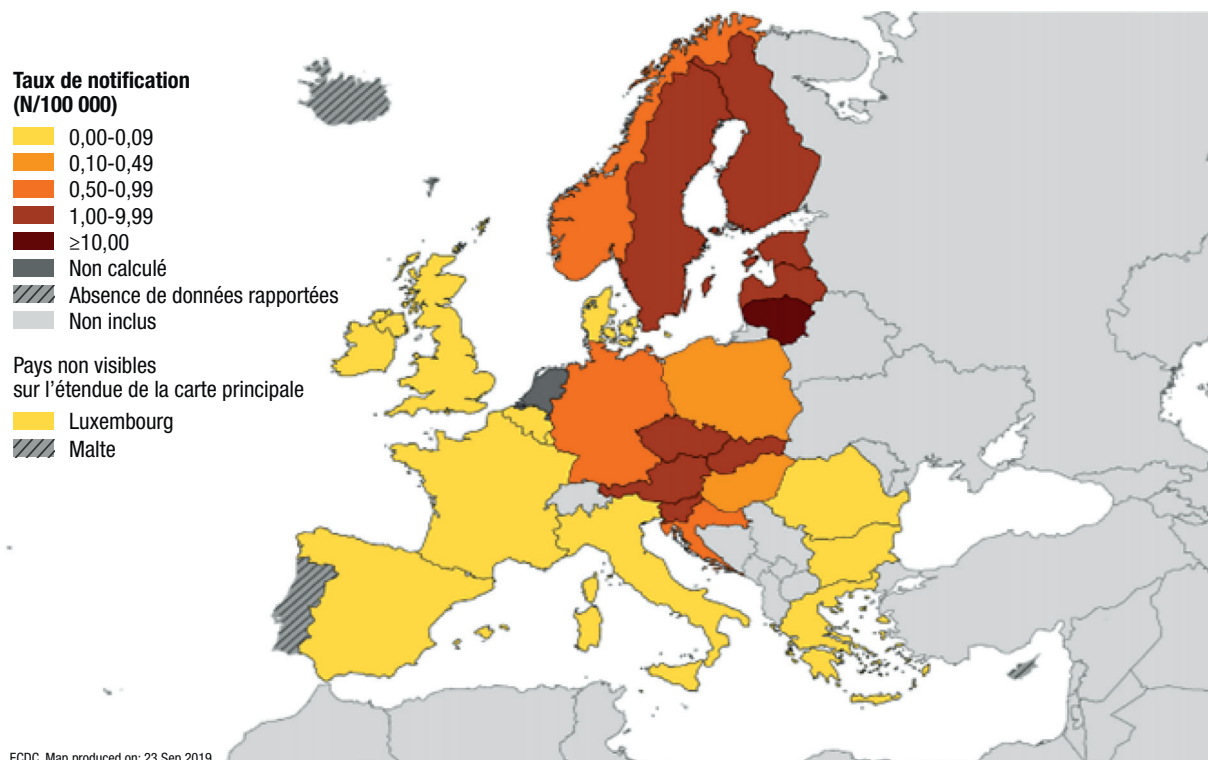 Taux de notification
(N/100 000)
0,00-0,09
0,10-0,49
0,50-0,99
1,00-9,99
≥10,00
Non calculé
Absence de données rapportées
Non inclus
Pays non visibles
sur l'étendue de la carte principale
Luxembourg
Malte
ECDC. Map produced on: 23 Sep 2019